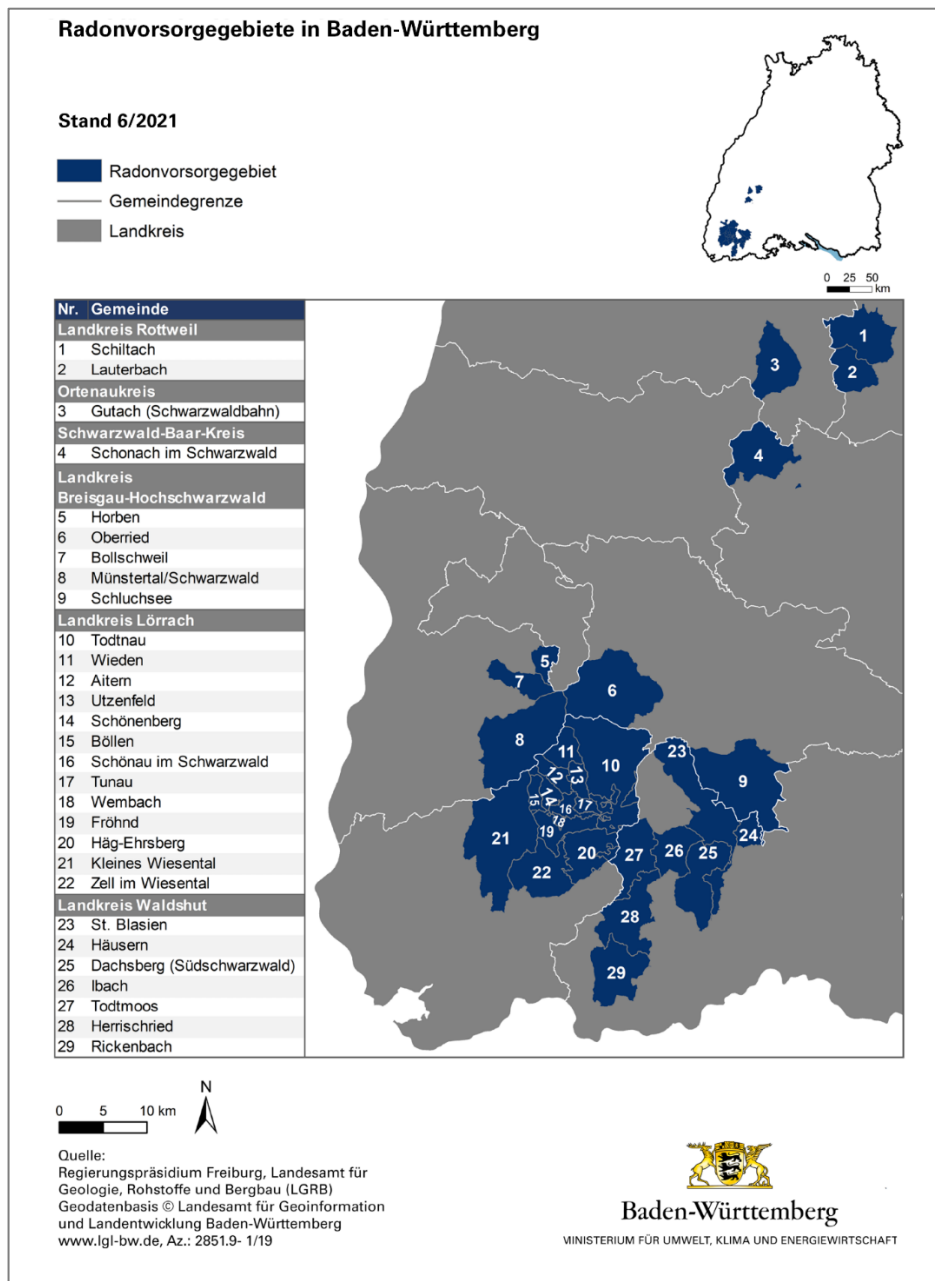 Radonvorsorgegebiete in Baden-Württemberg
Stand 6/2021
Radonvorsorgegebiet
Gemeindegrenze
Landkreis
0 25 50
km
Nr. Gemeinde
Landkreis Rottweil
1 Schiltach
2 Lauterbach
Ortenaukreis
3 Gutach (Schwarzwaldbahn)
Schwarzwald-Baar-Kreis
4 Schonach im Schwarzwald
Landkreis
Breisgau-Hochschwarzwald
5 Horben
6 Oberried
7 Bollschweil
8 Münstertal/Schwarzwald
9 Schluchsee
Landkreis Lörrach
10 Todtnau
11 Wieden
12 Aitern
13 Utzenfeld
14 Schönenberg
15 Böllen
16 Schönau im Schwarzwald
17 Tunau
18 Wembach
19 Fröhnd
20 Häg-Ehrsberg
21 Kleines Wiesental
22 Zell im Wiesental
Landkreis Waldshut
23 St. Blasien
24 Häusern
25 Dachsberg (Südschwarzwald)
26 Ibach
27 Todtmoos
28 Herrischried
29 Rickenbach
1
2
3
4
5
7
6
8
11
10
23
9
12
13
14
15
16
17
18
19
21
20
22
27
26
25
24
28
29
N
0 5 10 km
Quelle:
Regierungspräsidium Freiburg, Landesamt für
Geologie, Rohstoffe und Bergbau (LGRB)
Geodatenbasis © Landesamt für Geoinformation
und Landentwicklung Baden-Württemberg
www.lgl-bw.de, Az.: 2851.9- 1/19
Baden-Württemberg
MINISTERIUM FÜR UMWELT, KLIMA UND ENERGIEWIRTSCHAFT